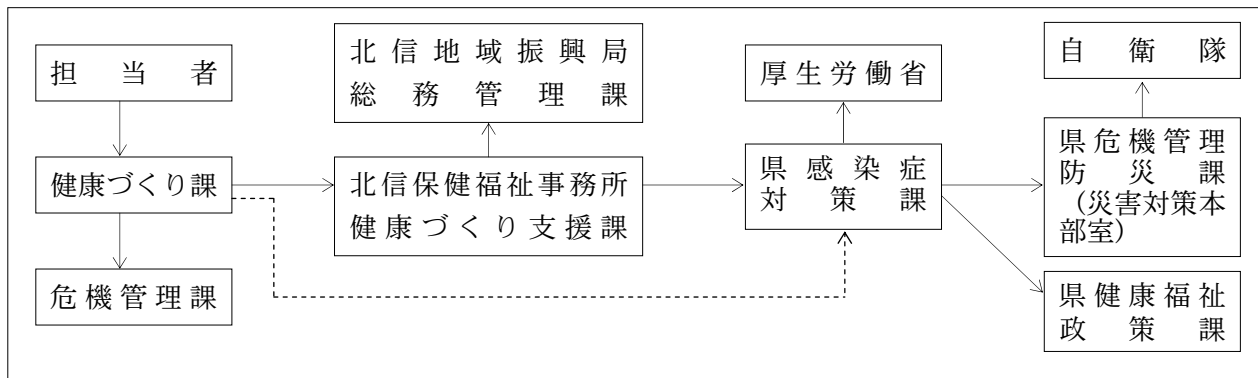 担当者
健康づくり課
危機管理課
北信地域振興局
総務管理課
北信保健福祉事務所
健康づくり支援課
厚生労働省
県感染症
対策課
自衛隊
県危機管理
防災課
（災害対策本
部室）
県健康福祉
政策課